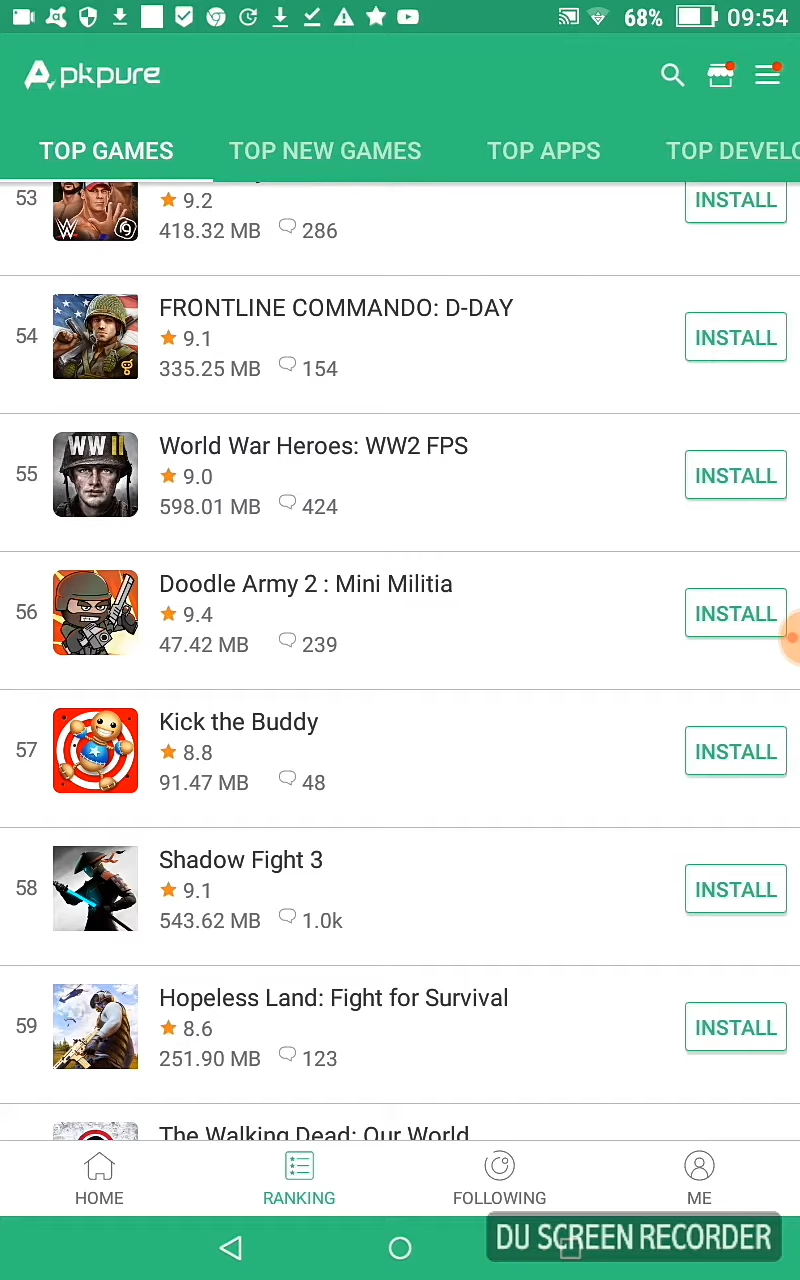 68% 09:54
Apkpure
TOP GAMES TOP NEW GAMES TOP APPS TOP DEVELO
53
9.2
418.32 MB 286
INSTALL
54
FRONTLINE COMMANDO: D-DAY
9.1
335.25 MB 154
INSTALL
55
WW II
World War Heroes: WW2 FPS
9.0
598.01 MB 424
INSTALL
56
Doodle Army 2 : Mini Militia
9.4
47.42 MB 239
INSTALL
57
Kick the Buddy
8.8
91.47 MB 48
INSTALL
58
Shadow Fight 3
9.1
543.62 MB 1.0k
INSTALL
59
Hopeless Land: Fight for Survival
8.6
251.90 MB 123
INSTALL
The Walking Dead: Our World
HOME RANKING FOLLOWING ME
DU SCREEN RECORDER